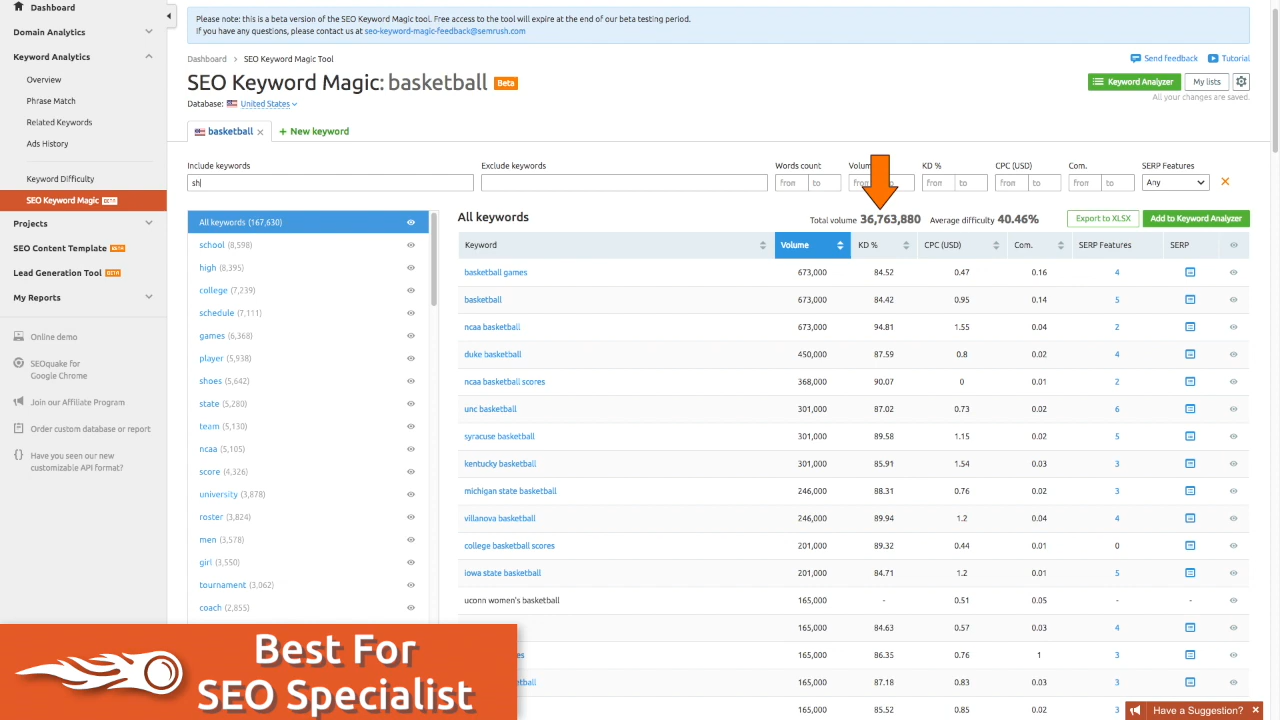 Dashboard
Domain Analytics
Keyword Analytics
Overview
Phrase Match
Related Keywords
Ads History
Keyword Difficulty
SEO Keyword Magic BETA
Projects
SEO Content Template BETA
Lead Generation Tool BETA
My Reports
Online demo
SEOquake for
Google Chrome
Join our Affiliate Program
Order custom database or report
Have you seen our new
customizable API format?
Please note: this is a beta version of the SEO Keyword Magic tool. Free access to the tool will expire at the end of our beta testing period.
If you have any questions, please contact us at seo-keyword-magic-feedback@semrush.com
Dashboard > SEO Keyword Magic Tool
Send feedback Tutorial
SEO Keyword Magic: basketball Beta
Keyword Analyzer My lists
All your changes are saved.
Database: United States
basketball × + New keyword
Include keywords Exclude keywords Words count KD % CPC (USD) Com. SERP Features
sh from to from to from to from to from to Any
All keywords (167,630)
school (8,598)
high (8,395)
college (7,239)
schedule (7,111)
games (6,368)
player (5,938)
shoes (5,642)
state (5,280)
team (5,130)
ncaa (5,105)
score (4,326)
university (3,878)
roster (3,824)
men (3,578)
girl (3,550)
tournament (3,062)
coach (2,855)
All keywords Total volume 36,763,880 Average difficulty 40.46% Export to XLSX Add to Keyword Analyzer
Keyword Volume KD % CPC (USD) Com. SERP Features SERP
basketball games 673,000 84.52 0.47 0.16 4
basketball 673,000 84.42 0.95 0.14 5
ncaa basketball 673,000 94.81 1.55 0.04 2
duke basketball 450,000 87.59 0.8 0.02 4
ncaa basketball scores 368,000 90.07 0 0.01 2
unc basketball 301,000 87.02 0.73 0.02 6
syracuse basketball 301,000 89.58 1.15 0.02 5
kentucky basketball 301,000 85.91 1.54 0.03 3
michigan state basketball 246,000 88.31 0.76 0.02 3
villanova basketball 246,000 89.94 1.2 0.04 4
college basketball scores 201,000 89.32 0.44 0.01 0
iowa state basketball 201,000 84.71 1.2 0.01 5
uconn women's basketball 165,000 - 0.51 0.05 - -
165,000 84.63 0.57 0.03 4
165,000 86.35 0.76 1 3
165,000 87.18 0.83 0.03 3
165,000 85.52 0.85 0.02 3
Best For
SEO Specialist
Have a Suggestion? ×